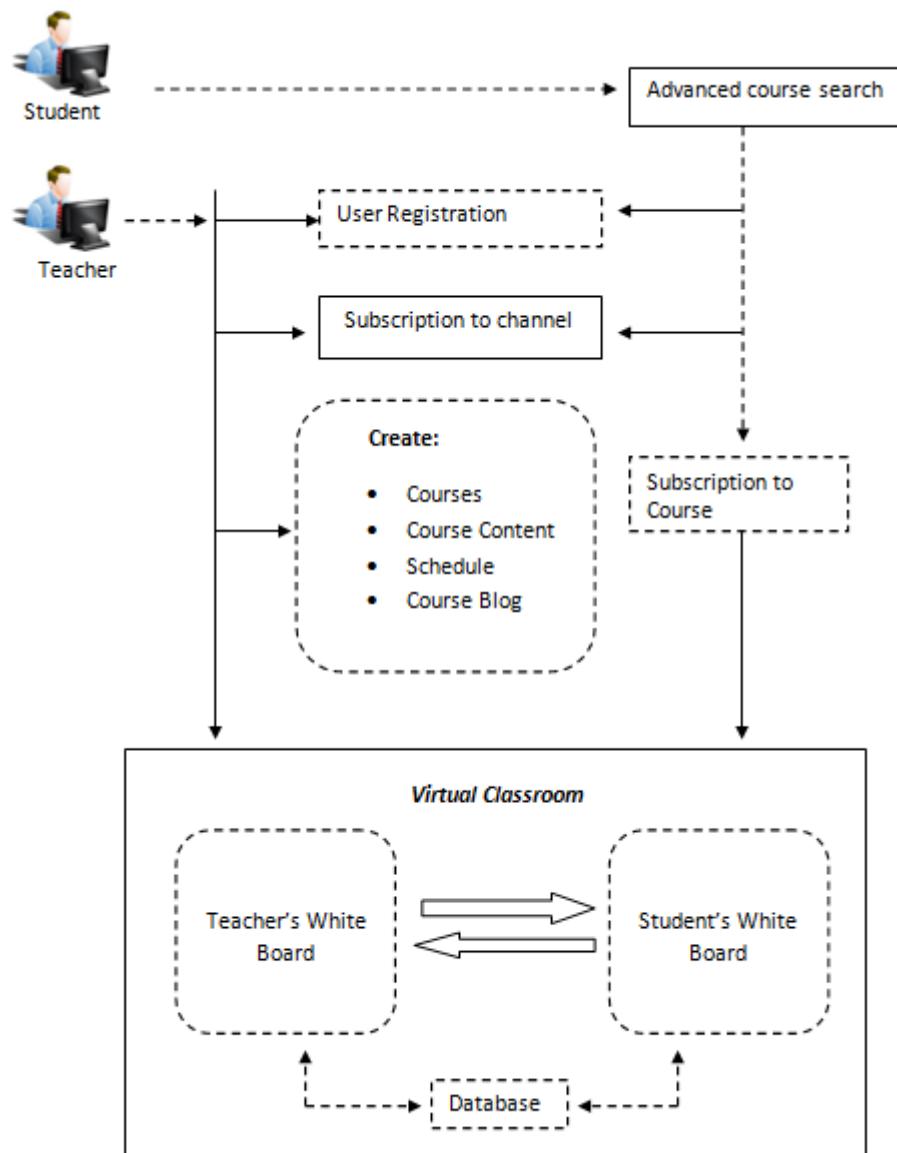 Student
Advanced course search
Teacher
User Registration
Subscription to channel
Create:
• Courses
• Course Content
• Schedule
• Course Blog
Subscription to
Course
Virtual Classroom
Teacher's White
Board
Student's White
Board
Database